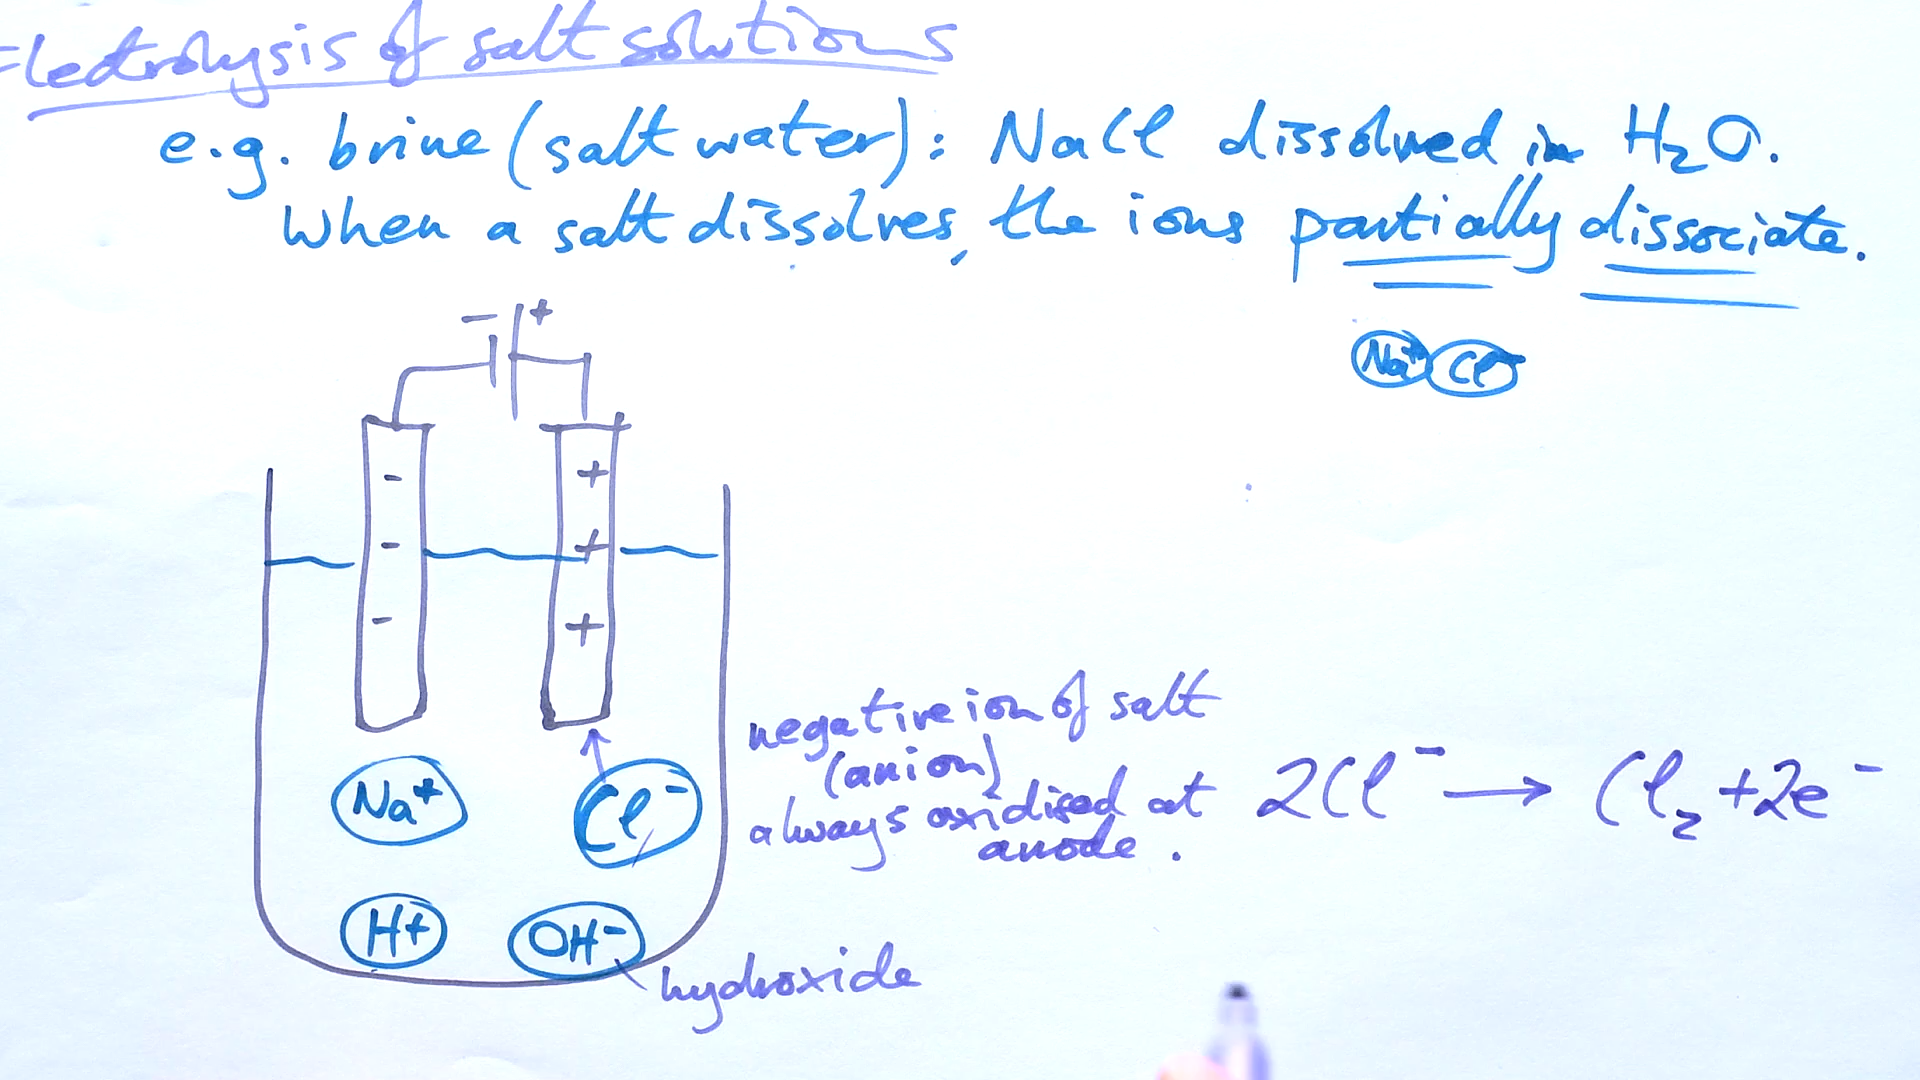 Electrolysis of salt solutions
e.g. brine (salt water): NaCl dissolved in H₂O.
When a salt dissolves, the ions partially dissociate.
Na⁺ Cl⁻
− +
− +
− +
− +
negative ion of salt
(anion)
always oxidised at
anode.
2Cl⁻ → Cl₂ + 2e⁻
Na⁺ Cl⁻
H⁺ OH⁻
hydroxide